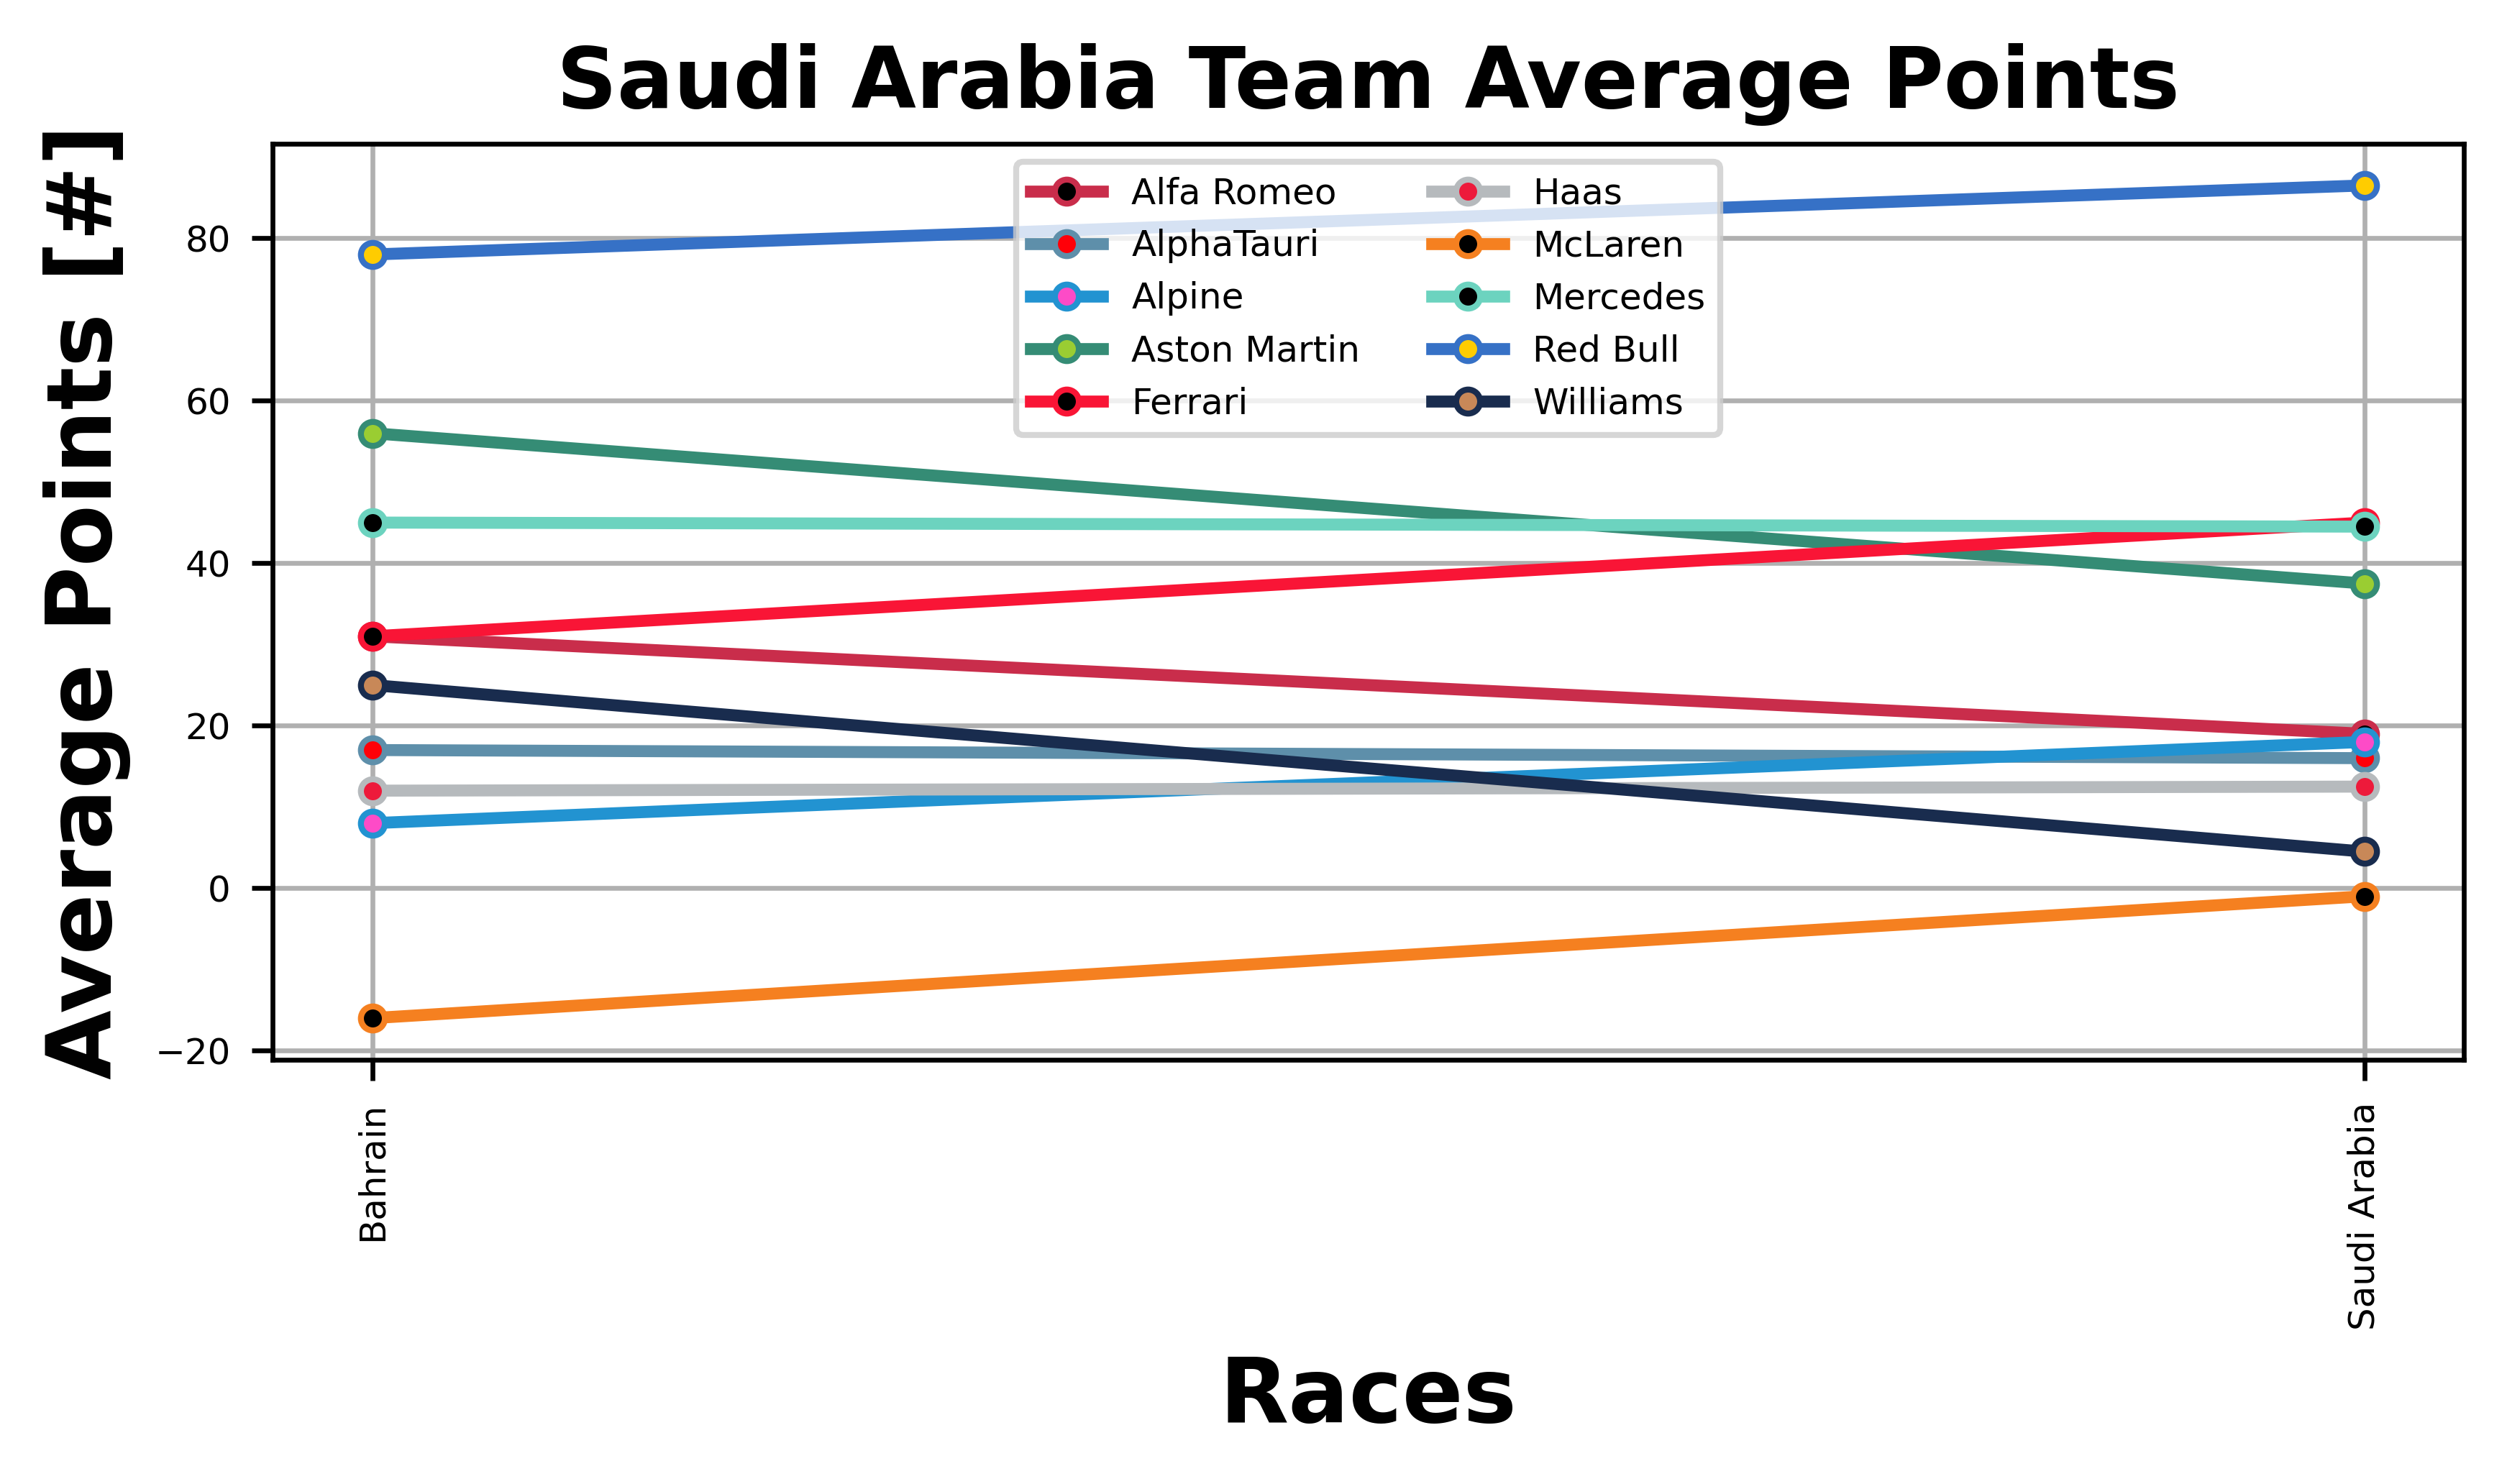 Saudi Arabia Team Average Points
Average Points [#]
80
60
40
20
0
−20
Alfa Romeo
AlphaTauri
Alpine
Aston Martin
Ferrari
Haas
McLaren
Mercedes
Red Bull
Williams
Bahrain
Saudi Arabia
Races